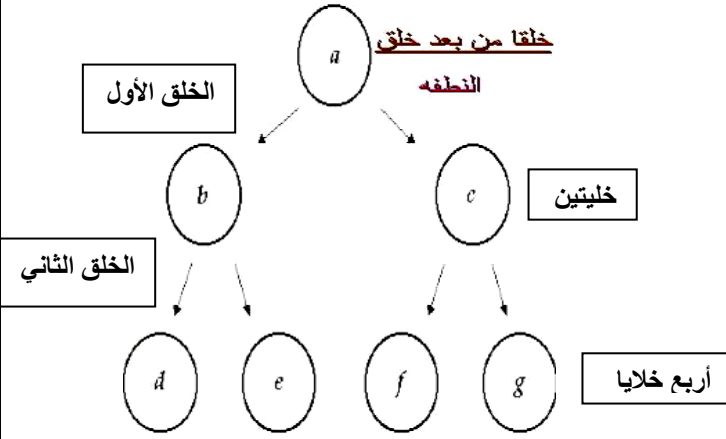 a
خلقا من بعد خلق
النطفه
الخلق الأول
b
c
خليتين
الخلق الثاني
d
e
f
g
أربع خلايا